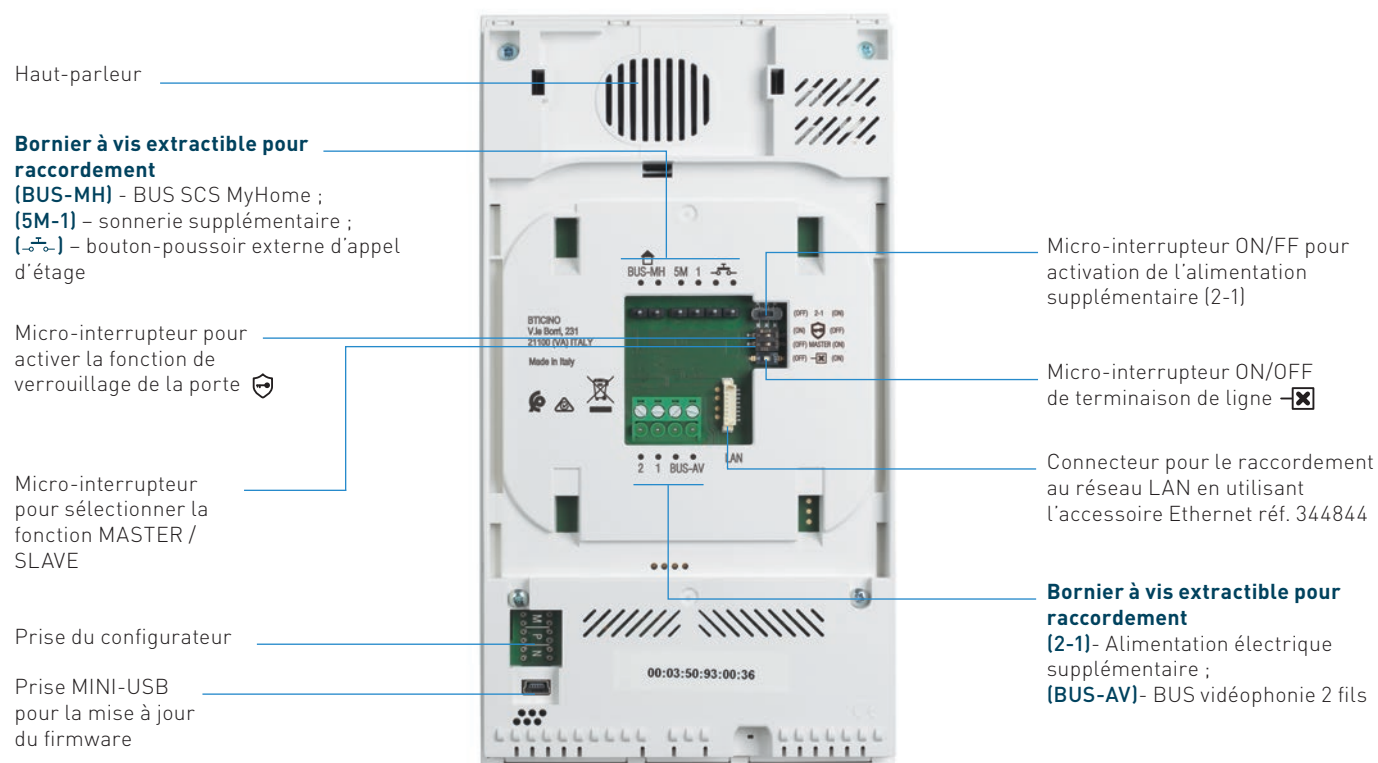 Haut-parleur
Bornier à vis extractible pour
raccordement
(BUS-MH) - BUS SCS MyHome ;
(5M-1) – sonnerie supplémentaire ;
( ) – bouton-poussoir externe d'appel
d'étage
Micro-interrupteur pour
activer la fonction de
verrouillage de la porte
Micro-interrupteur
pour sélectionner la
fonction MASTER /
SLAVE
Prise du configurateur
Prise MINI-USB
pour la mise à jour
du firmware
BUS-MH 5M 1
BTICINO
V.le Borri, 231
21100 (VA) ITALY
Made in Italy
(OFF) 2-1 (ON)
(ON) (OFF)
(OFF) MASTER (ON)
(OFF) (ON)
2 1 BUS-AV LAN
M P N
00:03:50:93:00:36
Micro-interrupteur ON/FF pour
activation de l'alimentation
supplémentaire (2-1)
Micro-interrupteur ON/OFF
de terminaison de ligne
Connecteur pour le raccordement
au réseau LAN en utilisant
l'accessoire Ethernet réf. 344844
Bornier à vis extractible pour
raccordement
(2-1)- Alimentation électrique
supplémentaire ;
(BUS-AV)- BUS vidéophonie 2 fils